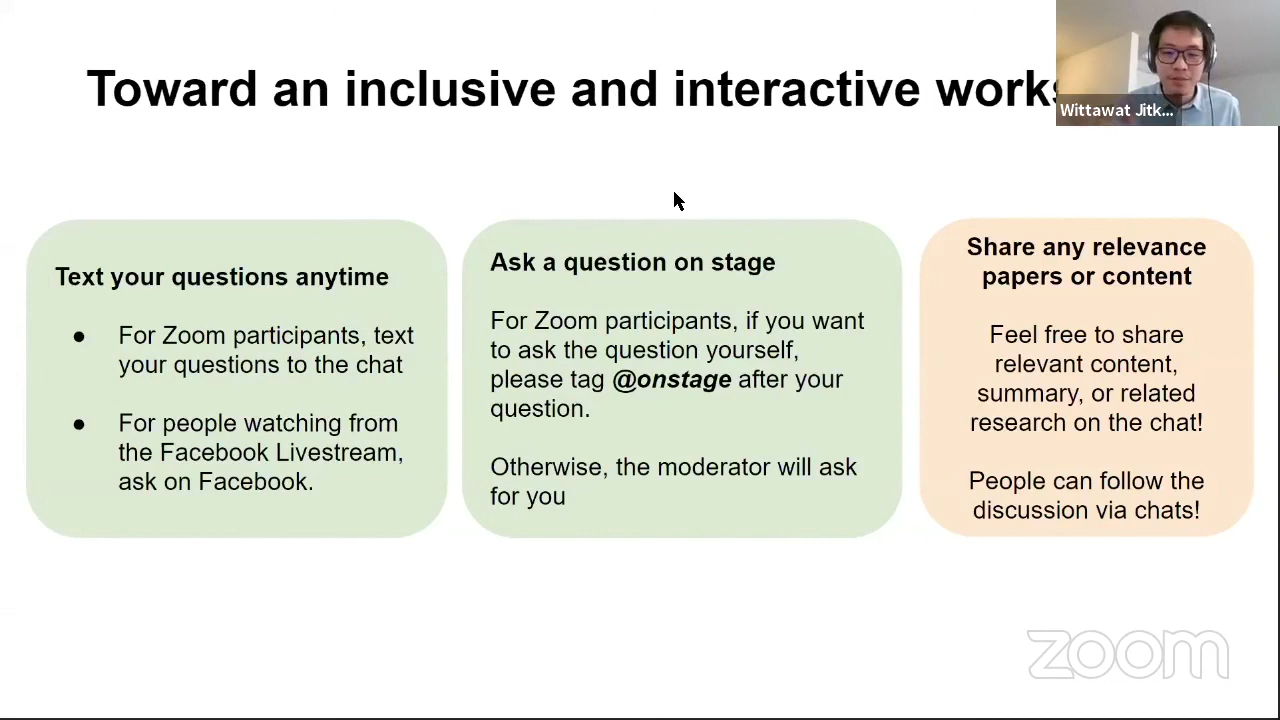 Toward an inclusive and interactive works
Wittawat Jitk...
Text your questions anytime
● For Zoom participants, text
your questions to the chat
● For people watching from
the Facebook Livestream,
ask on Facebook.
Ask a question on stage
For Zoom participants, if you want
to ask the question yourself,
please tag @onstage after your
question.
Otherwise, the moderator will ask
for you
Share any relevance
papers or content
Feel free to share
relevant content,
summary, or related
research on the chat!
People can follow the
discussion via chats!
zoom